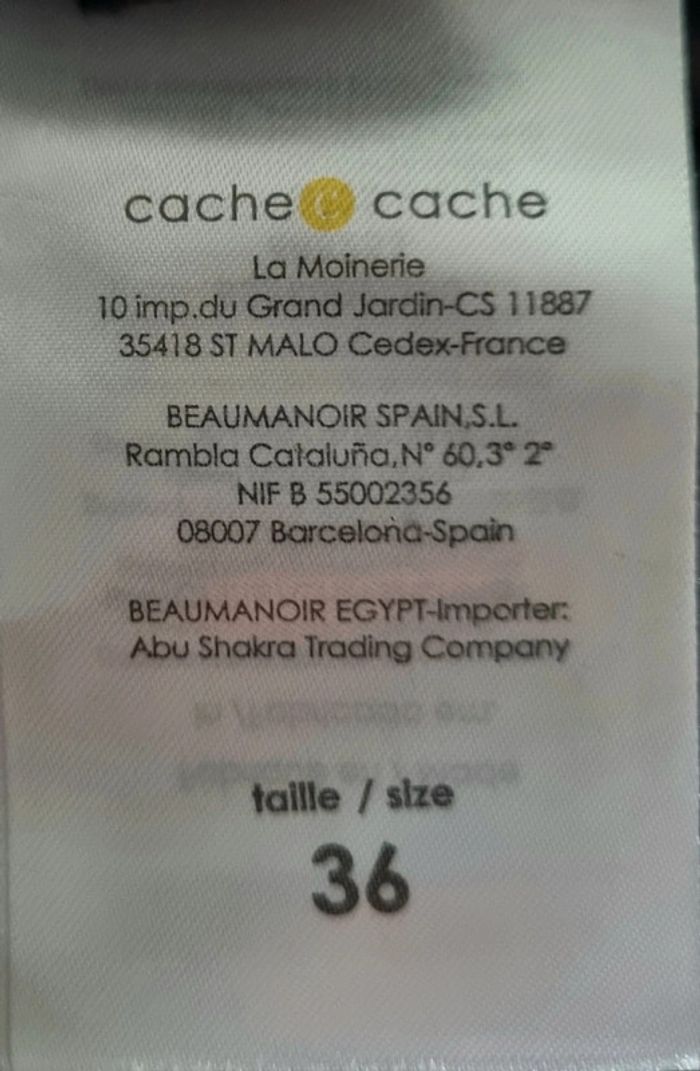 cache c cache
La Moinerie
10 imp.du Grand Jardin-CS 11887
35418 ST MALO Cedex-France
BEAUMANOIR SPAIN,S.L.
Rambla Cataluña,N° 60,3° 2°
NIF B 55002356
08007 Barcelona-Spain
BEAUMANOIR EGYPT-Importer:
Abu Shakra Trading Company
taille / size
36